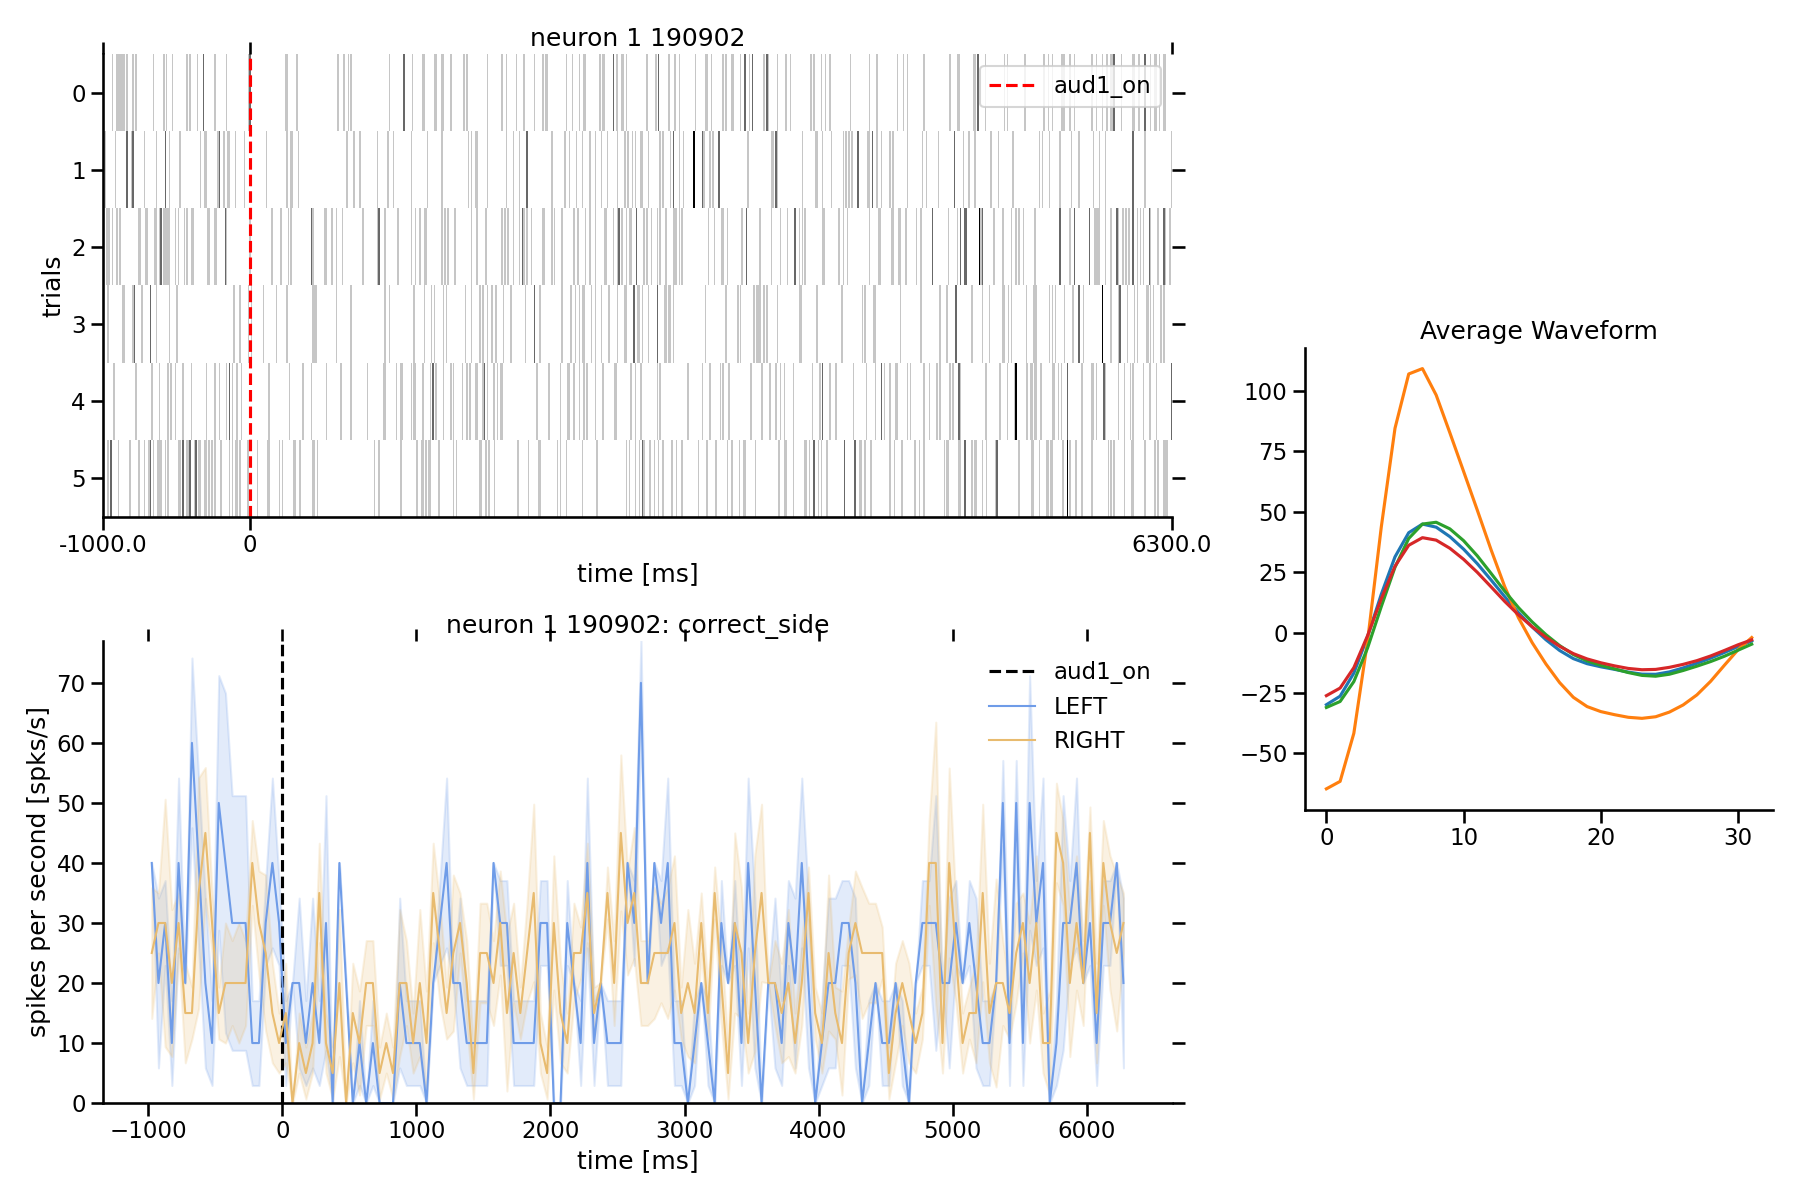 neuron 1 190902
aud1_on
trials
0
1
2
3
4
5
-1000.0 0 6300.0
time [ms]
neuron 1 190902: correct_side
aud1_on
LEFT
RIGHT
spikes per second [spks/s]
70
60
50
40
30
20
10
0
−1000 0 1000 2000 3000 4000 5000 6000
time [ms]
Average Waveform
100
75
50
25
0
−25
−50
0 10 20 30